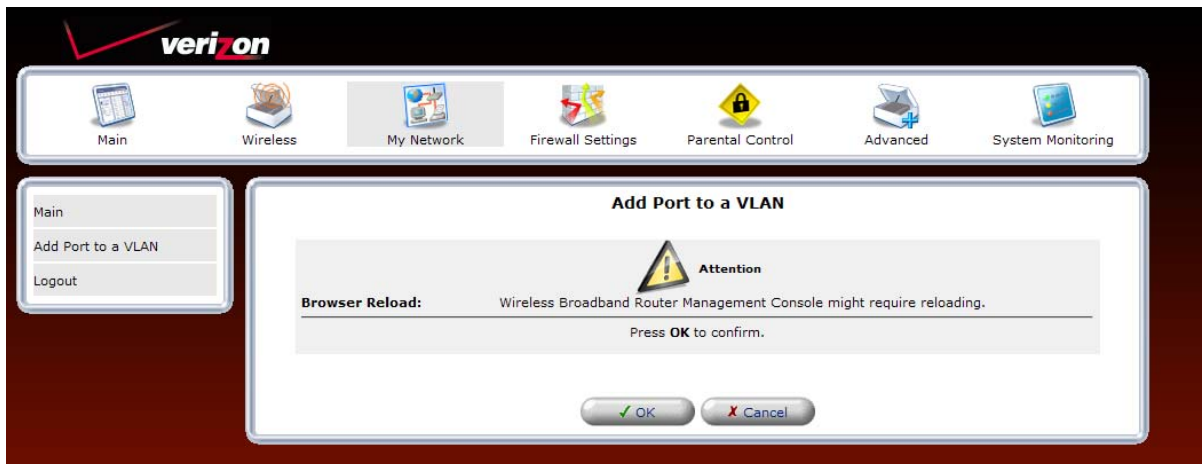 verizon
Main
Wireless
My Network
Firewall Settings
Parental Control
Advanced
System Monitoring
Main
Add Port to a VLAN
Logout
Add Port to a VLAN
Attention
Browser Reload: Wireless Broadband Router Management Console might require reloading.
Press OK to confirm.
OK
Cancel